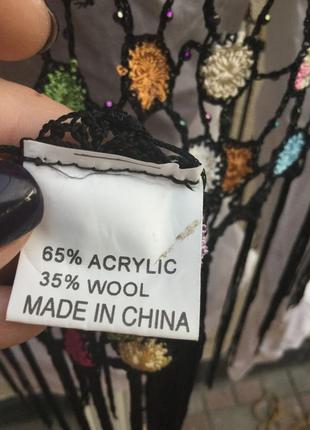 65% ACRYLIC
35% WOOL
MADE IN CHINA